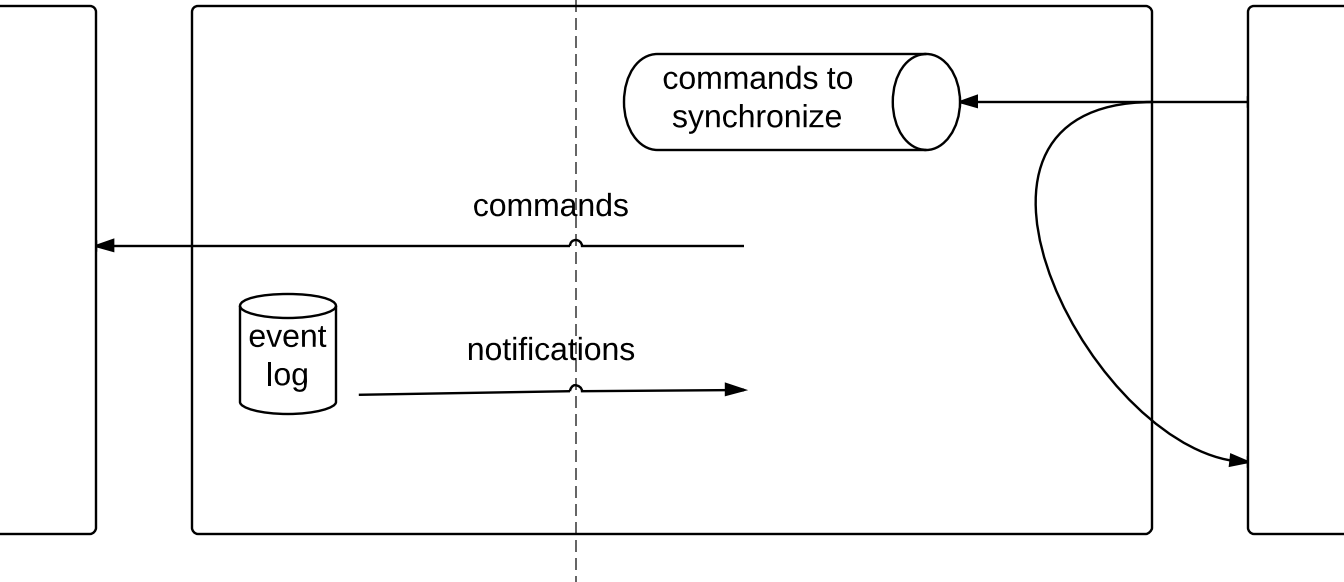 commands to
synchronize
commands
event
log
notifications